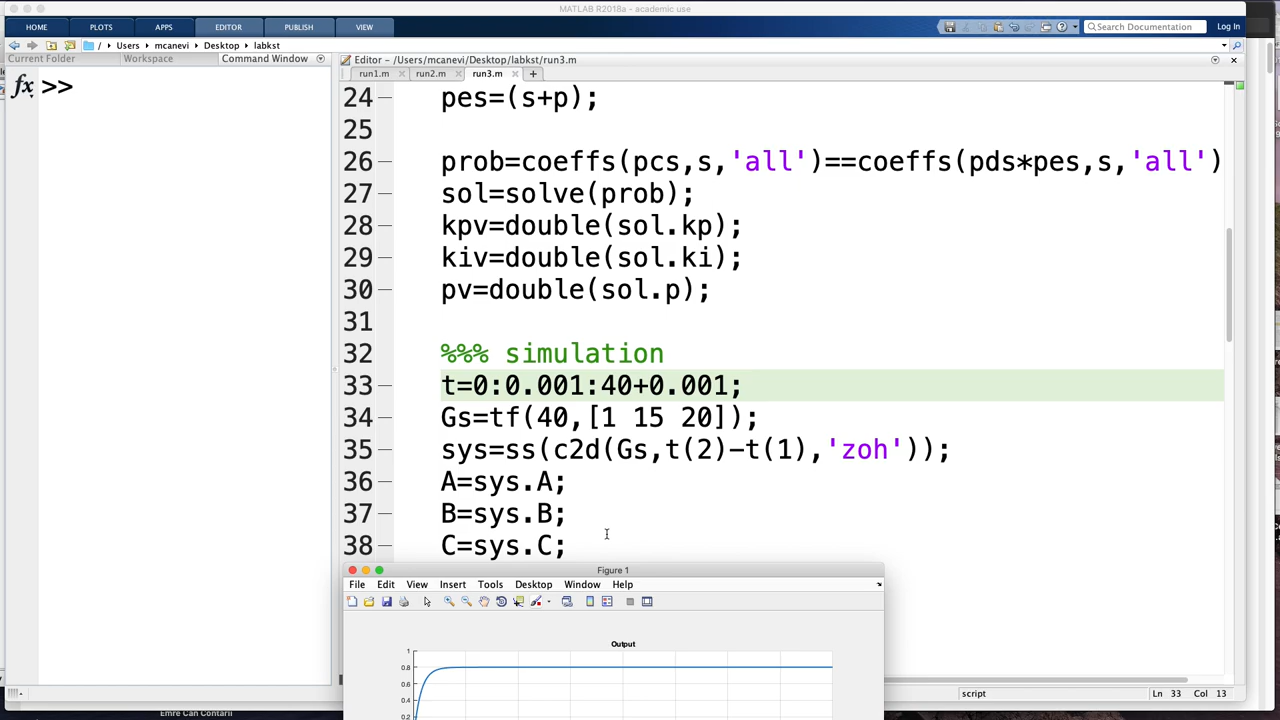 MATLAB R2018a - academic use
HOME PLOTS APPS EDITOR PUBLISH VIEW Search Documentation Log In
/ Users mcanevi Desktop labkst
Current Folder Workspace Command Window Editor - /Users/mcanevi/Desktop/labkst/run3.m
run1.m run2.m run3.m
fx >>
24 pes=(s+p);
25
26 prob=coeffs(pcs,s,'all')==coeffs(pds*pes,s,'all')
27 sol=solve(prob);
28 kpv=double(sol.kp);
29 kiv=double(sol.ki);
30 pv=double(sol.p);
31
32 %%% simulation
33 t=0:0.001:40+0.001;
34 Gs=tf(40,[1 15 20]);
35 sys=ss(c2d(Gs,t(2)-t(1),'zoh'));
36 A=sys.A;
37 B=sys.B;
38 C=sys.C;
Figure 1
File Edit View Insert Tools Desktop Window Help
Output
1
0.8
0.6
0.4
0.2
script Ln 33 Col 13
Emre Can Contarli